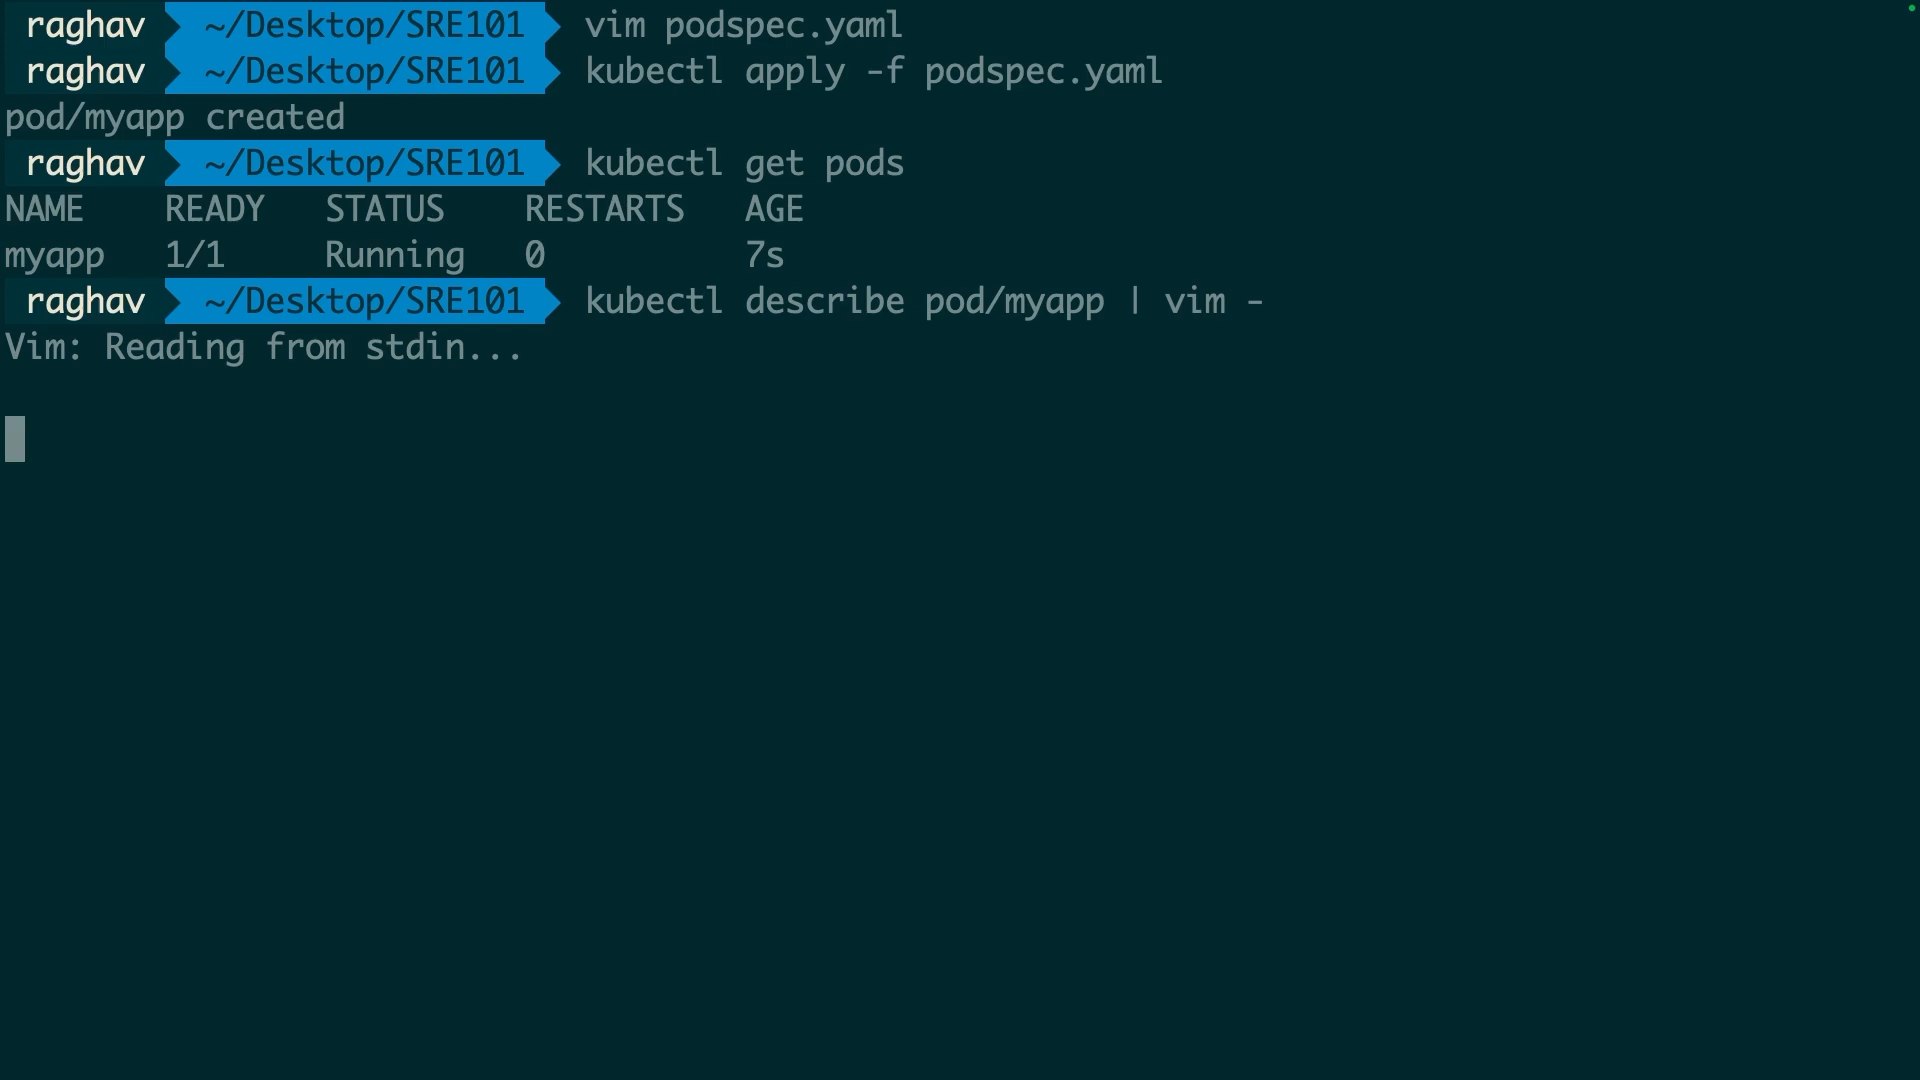 raghav ~/Desktop/SRE101 vim podspec.yaml
raghav ~/Desktop/SRE101 kubectl apply -f podspec.yaml
pod/myapp created
raghav ~/Desktop/SRE101 kubectl get pods
NAME READY STATUS RESTARTS AGE
myapp 1/1 Running 0 7s
raghav ~/Desktop/SRE101 kubectl describe pod/myapp | vim -
Vim: Reading from stdin...